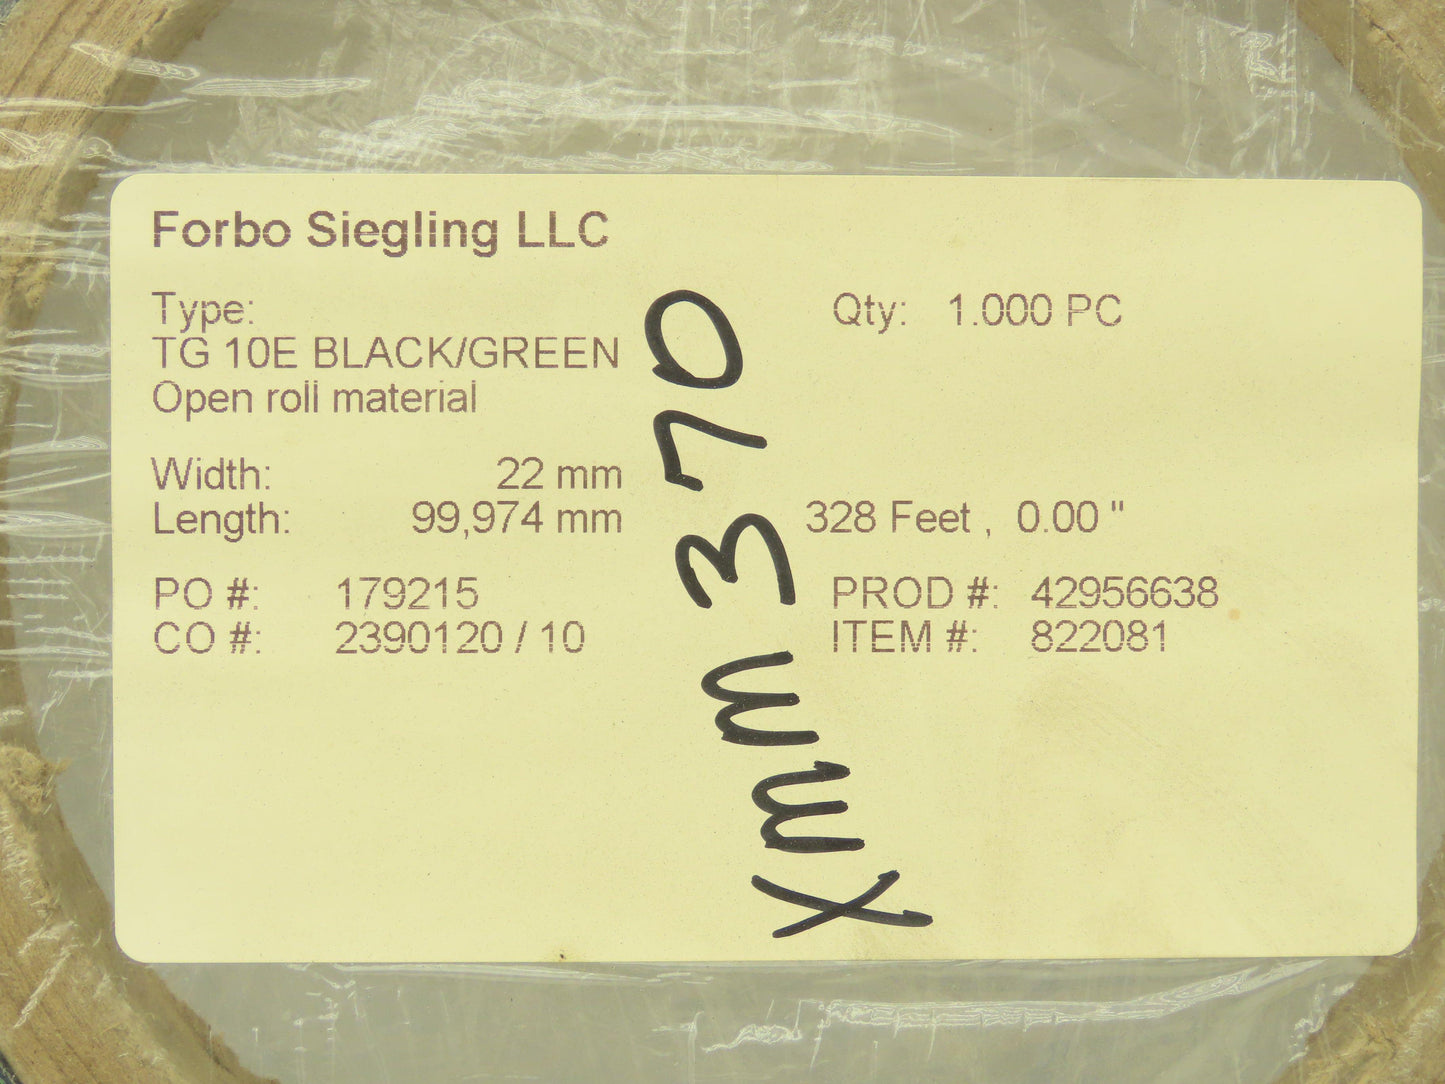 Forbo Siegling LLC
Type:
Qty: 1.000 PC
TG 10E BLACK/GREEN
Open roll material
Width: 22 mm
Length: 99,974 mm 328 Feet , 0.00 "
PO #: 179215 PROD #: 42956638
CO #: 2390120 / 10 ITEM #: 822081
XMM 370